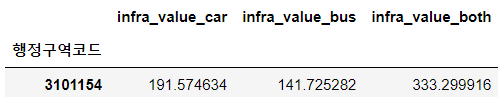 infra_value_car infra_value_bus infra_value_both
행정구역코드
3101154 191.574634 141.725282 333.299916